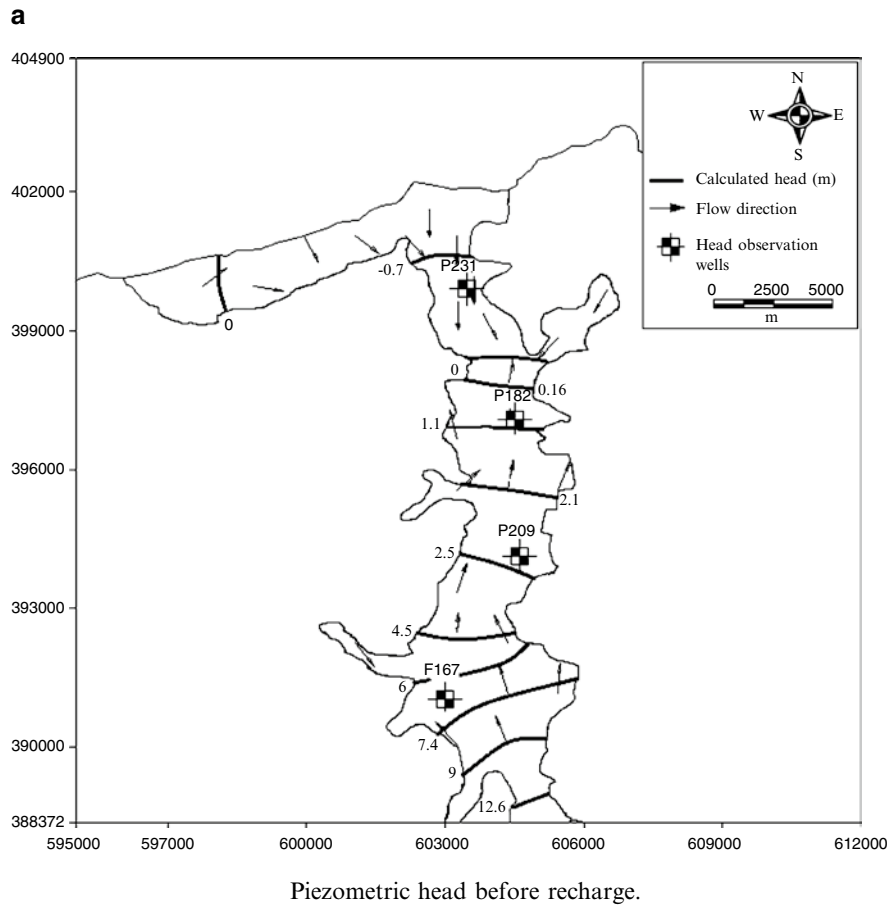 a
404900
402000
399000
396000
393000
390000
388372
595000
597000
600000
603000
606000
609000
612000
N
W
E
S
Calculated head (m)
Flow direction
Head observation
wells
0 2500 5000
m
-0.7
P231
0
0
0.16
P182
1.1
2.1
P209
2.5
4.5
F167
6
7.4
9
12.6
Piezometric head before recharge.